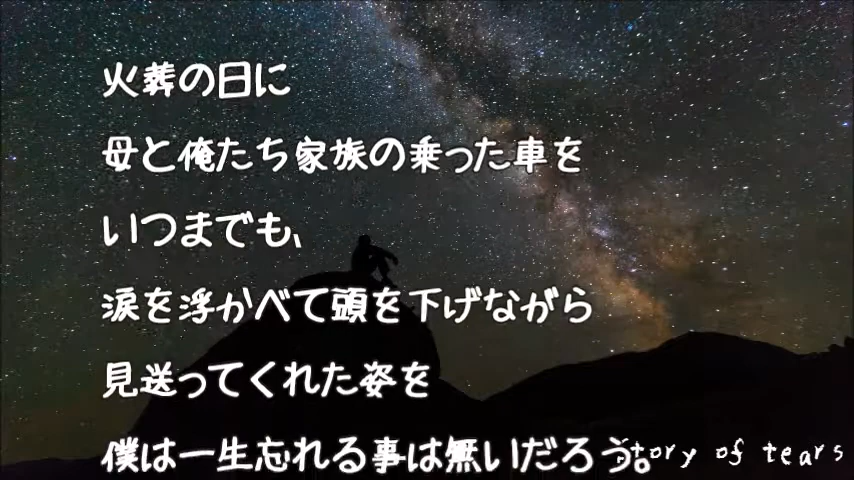 火葬の日に
母と俺たち家族の乗った車を
いつまでも、
涙を浮かべて頭を下げながら
見送ってくれた姿を
僕は一生忘れる事は無いだろう。
story of tears